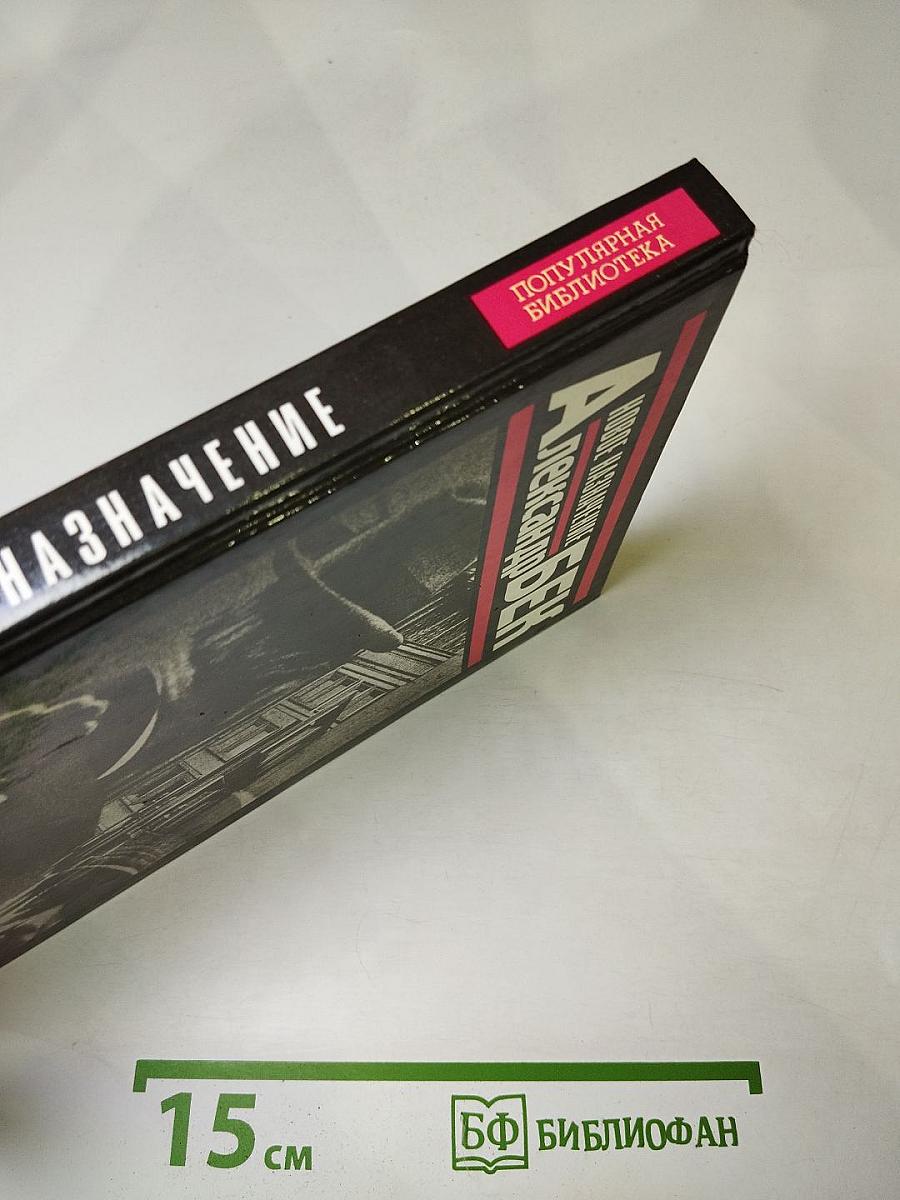 ПОПУЛЯРНАЯ
БИБЛИОТЕКА
НАЗНАЧЕНИЕ
НОВОЕ НАЗНАЧЕНИЕ
Александр БЕК
15 см
БФ БИБЛИОФАН